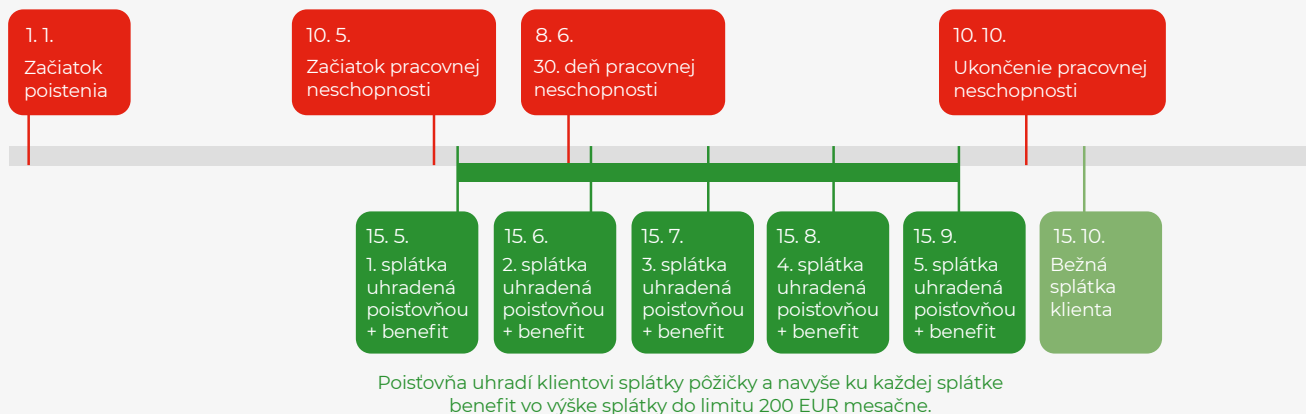 1. 1.
Začiatok
poistenia
10. 5.
Začiatok pracovnej
neschopnosti
8. 6.
30. deň pracovnej
neschopnosti
10. 10.
Ukončenie pracovnej
neschopnosti
15. 5.
1. splátka
uhradená
poisťovňou
+ benefit
15. 6.
2. splátka
uhradená
poisťovňou
+ benefit
15. 7.
3. splátka
uhradená
poisťovňou
+ benefit
15. 8.
4. splátka
uhradená
poisťovňou
+ benefit
15. 9.
5. splátka
uhradená
poisťovňou
+ benefit
15. 10.
Bežná
splátka
klienta
Poisťovňa uhradí klientovi splátky pôžičky a navyše ku každej splátke
benefit vo výške splátky do limitu 200 EUR mesačne.